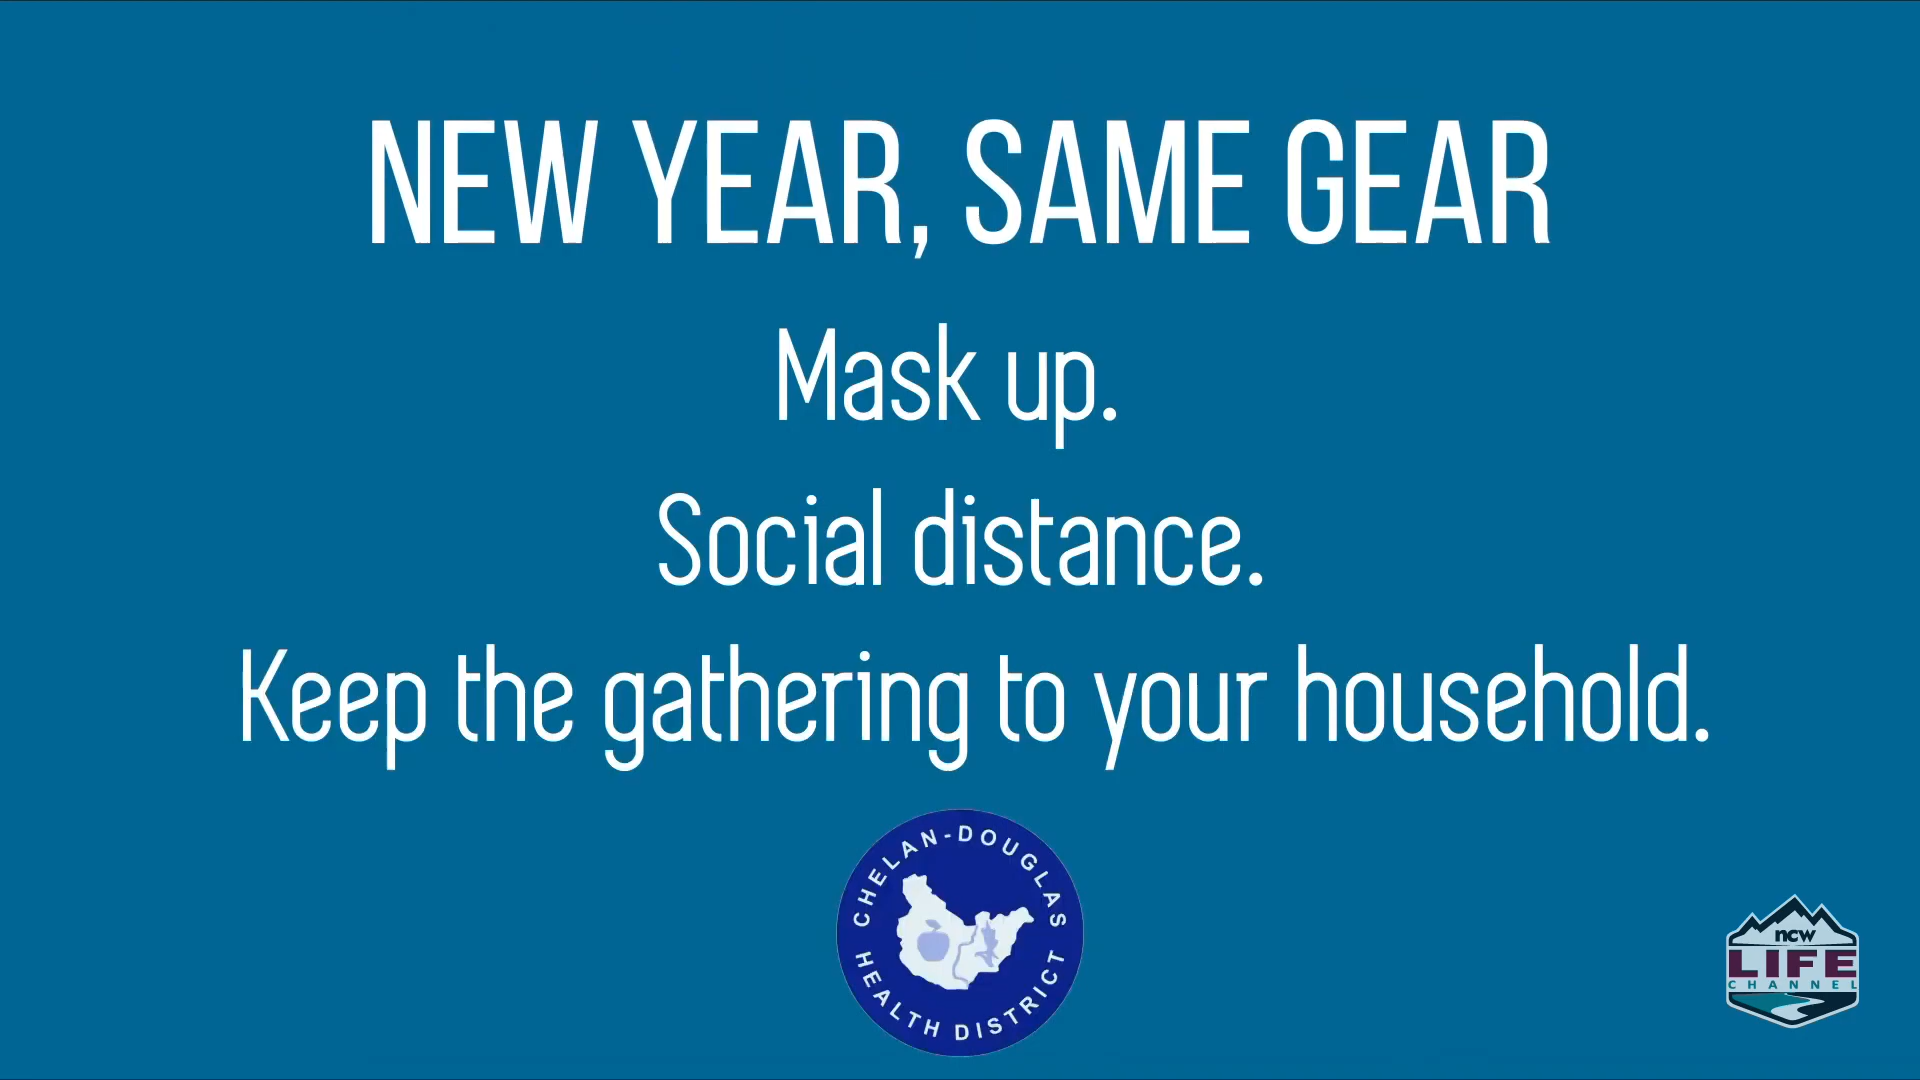 NEW YEAR, SAME GEAR
Mask up.
Social distance.
Keep the gathering to your household.
CHELAN-DOUGLAS
HEALTH DISTRICT
ncw
LIFE
CHANNEL